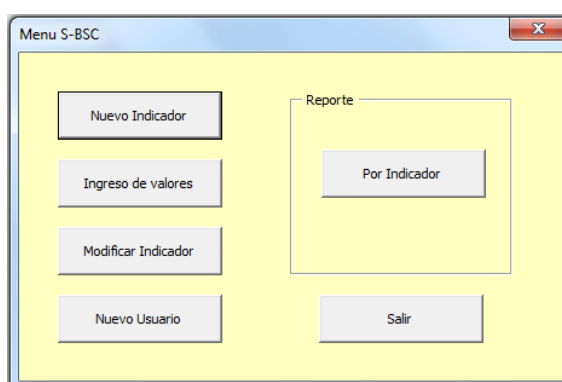 Menu S-BSC
Nuevo Indicador
Ingreso de valores
Modificar Indicador
Nuevo Usuario
Reporte
Por Indicador
Salir